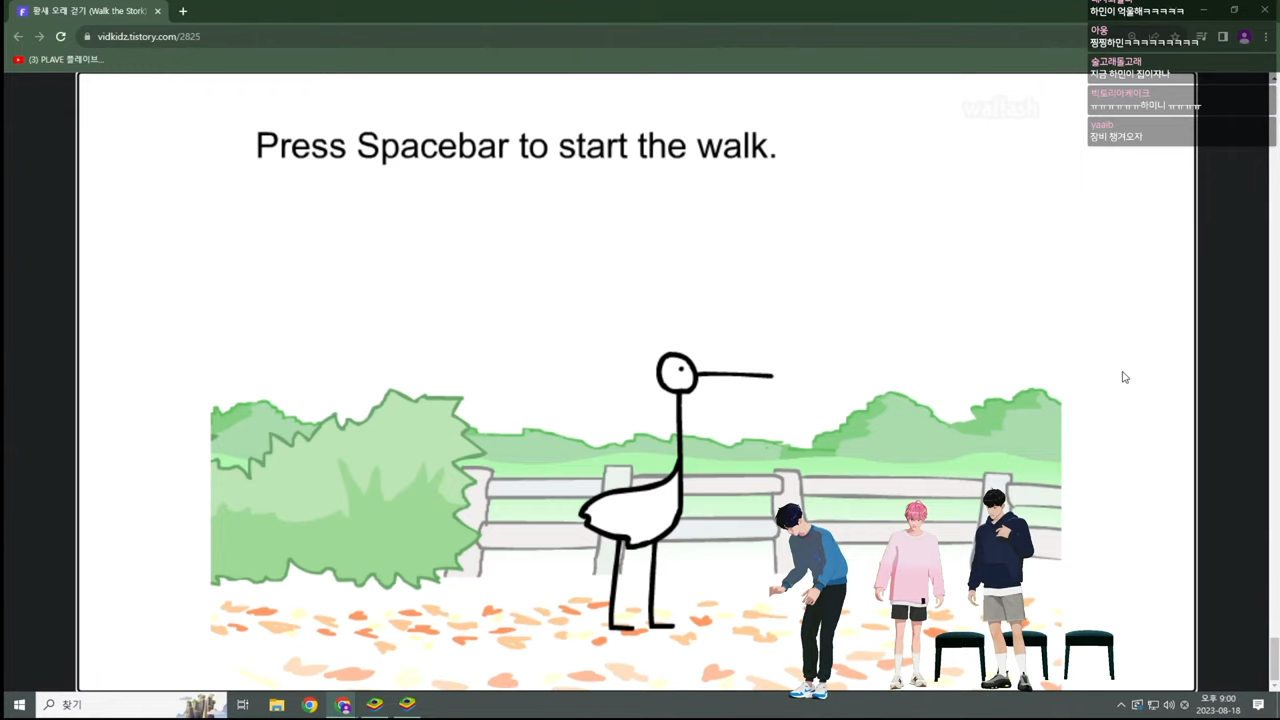 황새 오래 걷기 (Walk the Stork)
vidkidz.tistory.com/2825
(3) PLAVE 플레이브...
하민이 억울해ㅋㅋㅋㅋㅋ
아웅
찡찡하민ㅋㅋㅋㅋㅋㅋㅋㅋㅋ
술고래돌고래
지금 하민이 집이쟈나
빅토리아케이크
ㅠㅠㅠㅠㅠㅠ하미니 ㅠㅠㅠㅠ
yaaib
장비 챙겨오자
Press Spacebar to start the walk.
찾기
오후 9:00
2023-08-18